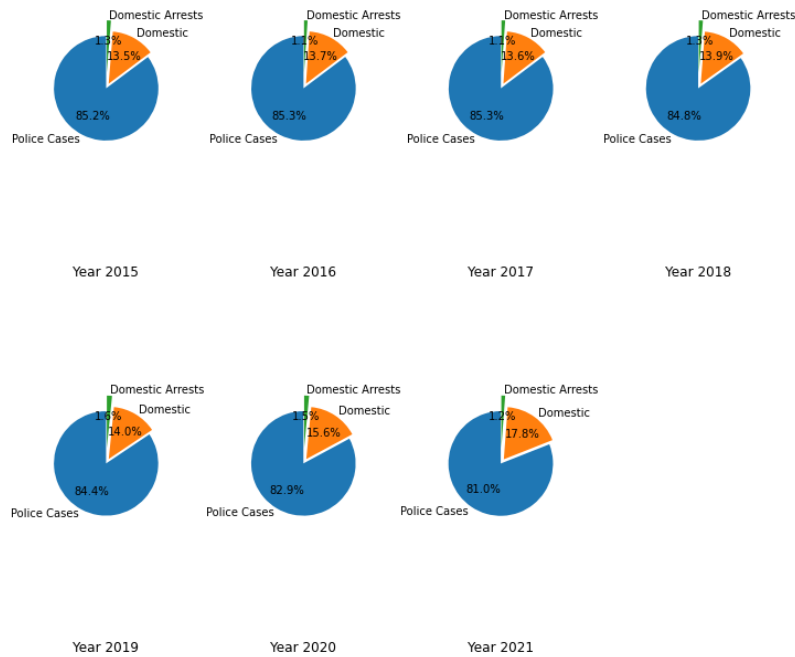 Domestic Arrests
Domestic
1.3%
13.5%
85.2%
Police Cases
Year 2015
Domestic Arrests
Domestic
1.1%
13.7%
85.3%
Police Cases
Year 2016
Domestic Arrests
Domestic
1.1%
13.6%
85.3%
Police Cases
Year 2017
Domestic Arrests
Domestic
1.3%
13.9%
84.8%
Police Cases
Year 2018
Domestic Arrests
Domestic
1.6%
14.0%
84.4%
Police Cases
Year 2019
Domestic Arrests
Domestic
1.5%
15.6%
82.9%
Police Cases
Year 2020
Domestic Arrests
Domestic
1.2%
17.8%
81.0%
Police Cases
Year 2021